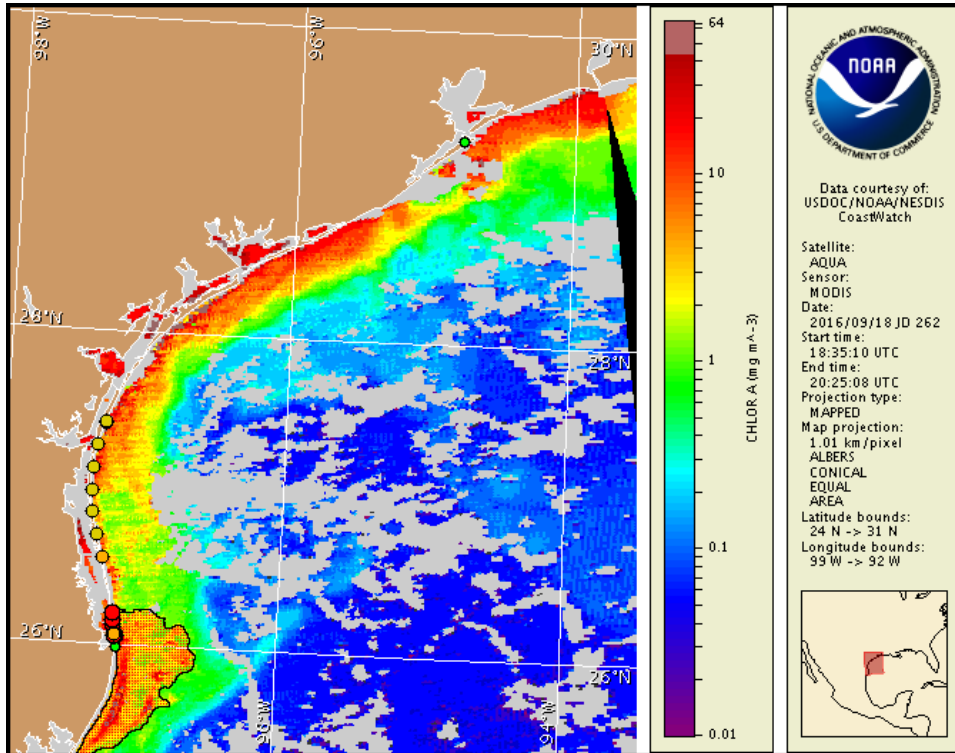 98°W
96°W
30°N
28°N
28°N
26°N
26°N
96°W
94°W
64
10
1
0.1
0.01
CHLOR A (mg m^-3)
NATIONAL OCEANIC AND ATMOSPHERIC ADMINISTRATION
NOAA
U.S. DEPARTMENT OF COMMERCE
Data courtesy of:
USDOC/NOAA/NESDIS
CoastWatch
Satellite:
AQUA
Sensor:
MODIS
Date:
2016/09/18 JD 262
Start time:
18:35:10 UTC
End time:
20:25:08 UTC
Projection type:
MAPPED
Map projection:
1.01 km/pixel
ALBERS
CONICAL
EQUAL
AREA
Latitude bounds:
24 N -> 31 N
Longitude bounds:
99 W -> 92 W